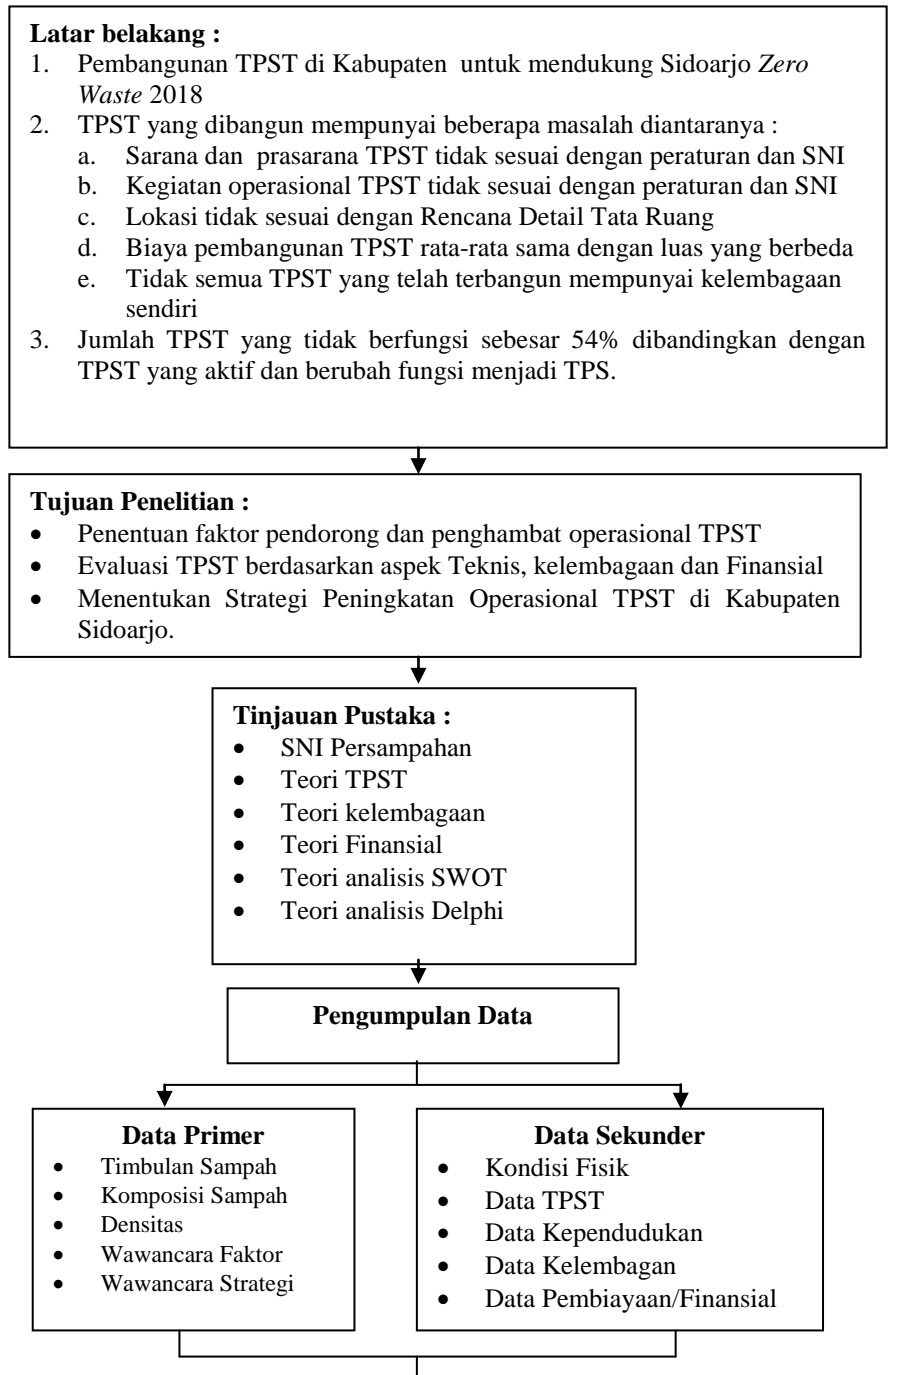 Latar belakang :
1. Pembangunan TPST di Kabupaten untuk mendukung Sidoarjo Zero
Waste 2018
2. TPST yang dibangun mempunyai beberapa masalah diantaranya :
a. Sarana dan prasarana TPST tidak sesuai dengan peraturan dan SNI
b. Kegiatan operasional TPST tidak sesuai dengan peraturan dan SNI
c. Lokasi tidak sesuai dengan Rencana Detail Tata Ruang
d. Biaya pembangunan TPST rata-rata sama dengan luas yang berbeda
e. Tidak semua TPST yang telah terbangun mempunyai kelembagaan
sendiri
3. Jumlah TPST yang tidak berfungsi sebesar 54% dibandingkan dengan
TPST yang aktif dan berubah fungsi menjadi TPS.
Tujuan Penelitian :
• Penentuan faktor pendorong dan penghambat operasional TPST
• Evaluasi TPST berdasarkan aspek Teknis, kelembagaan dan Finansial
• Menentukan Strategi Peningkatan Operasional TPST di Kabupaten
Sidoarjo.
Tinjauan Pustaka :
• SNI Persampahan
• Teori TPST
• Teori kelembagaan
• Teori Finansial
• Teori analisis SWOT
• Teori analisis Delphi
Pengumpulan Data
Data Primer
• Timbulan Sampah
• Komposisi Sampah
• Densitas
• Wawancara Faktor
• Wawancara Strategi
Data Sekunder
• Kondisi Fisik
• Data TPST
• Data Kependudukan
• Data Kelembagan
• Data Pembiayaan/Finansial